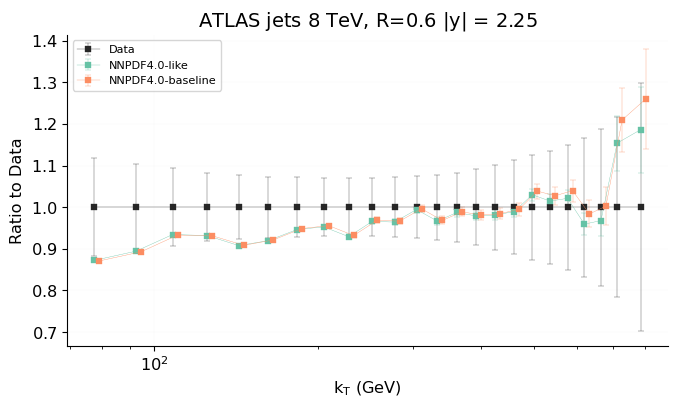 ATLAS jets 8 TeV, R=0.6 |y| = 2.25
Data
NNPDF4.0-like
NNPDF4.0-baseline
Ratio to Data
1.4
1.3
1.2
1.1
1.0
0.9
0.8
0.7
10²
k_T (GeV)